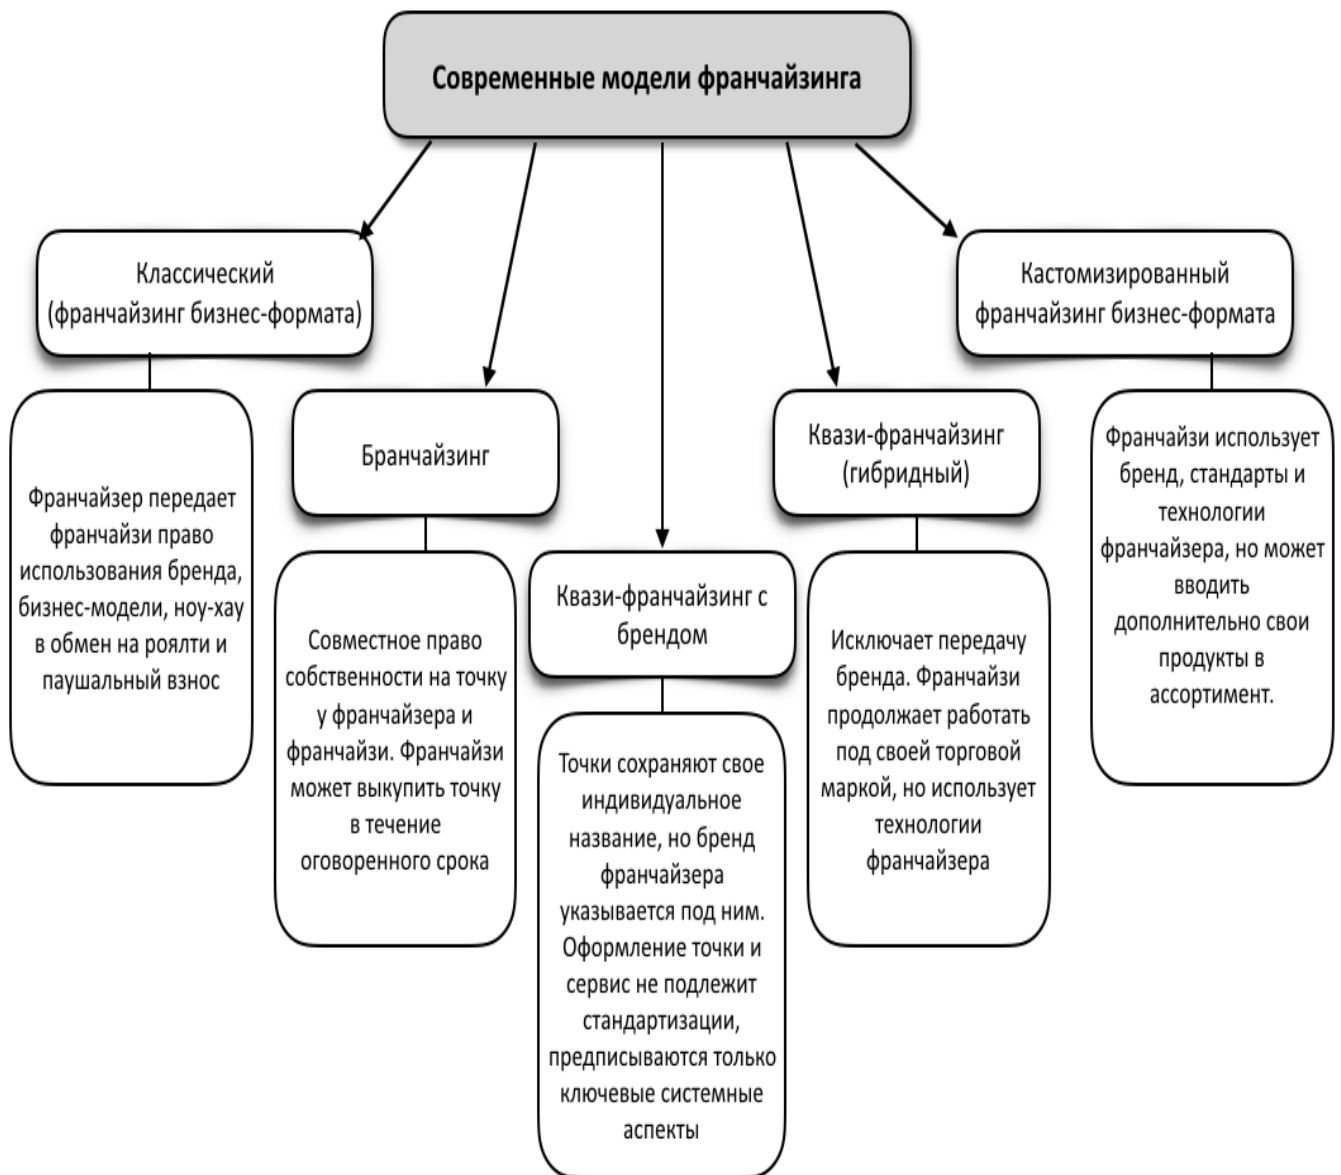 Современные модели франчайзинга
Классический
(франчайзинг бизнес-формата)
Франчайзер передает
франчайзи право
использования бренда,
бизнес-модели, ноу-хау
в обмен на роялти и
паушальный взнос
Бранчайзинг
Совместное право
собственности на точку
у франчайзера и
франчайзи. Франчайзи
может выкупить точку
в течение
оговоренного срока
Квази-франчайзинг с
брендом
Точки сохраняют свое
индивидуальное
название, но бренд
франчайзера
указывается под ним.
Оформление точки и
сервис не подлежит
стандартизации,
предписываются только
ключевые системные
аспекты
Квази-франчайзинг
(гибридный)
Исключает передачу
бренда. Франчайзи
продолжает работать
под своей торговой
маркой, но использует
технологии
франчайзера
Кастомизированный
франчайзинг бизнес-формата
Франчайзи использует
бренд, стандарты и
технологии
франчайзера, но может
вводить
дополнительно свои
продукты в
ассортимент.